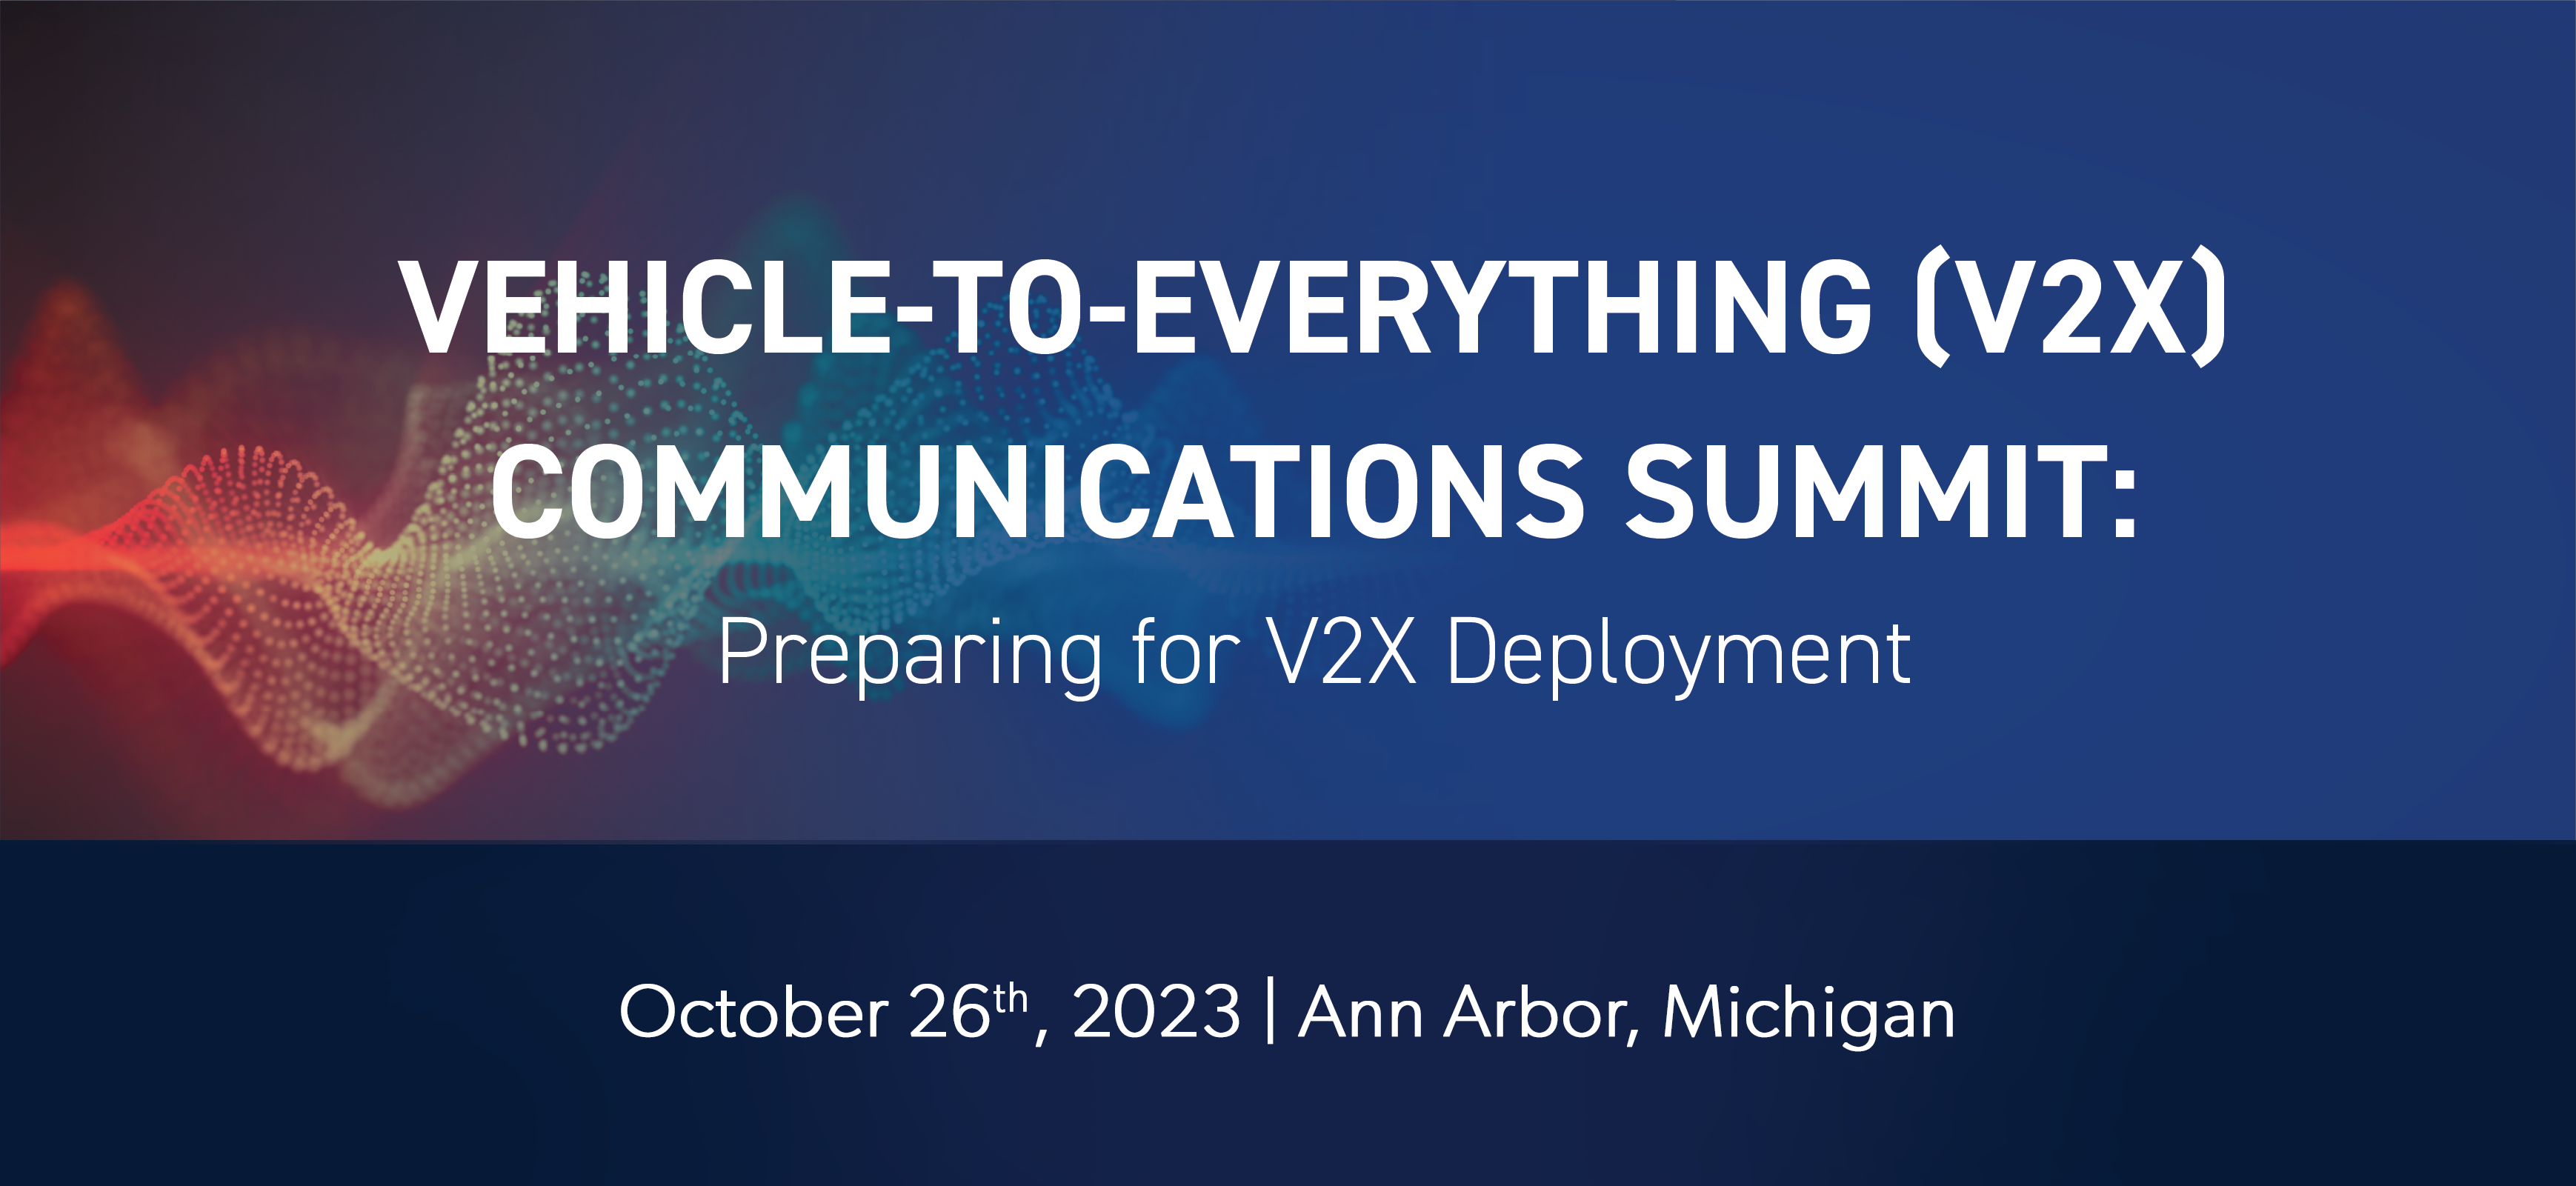 VEHICLE-TO-EVERYTHING (V2X)
COMMUNICATIONS SUMMIT:
Preparing for V2X Deployment
October 26th, 2023 | Ann Arbor, Michigan